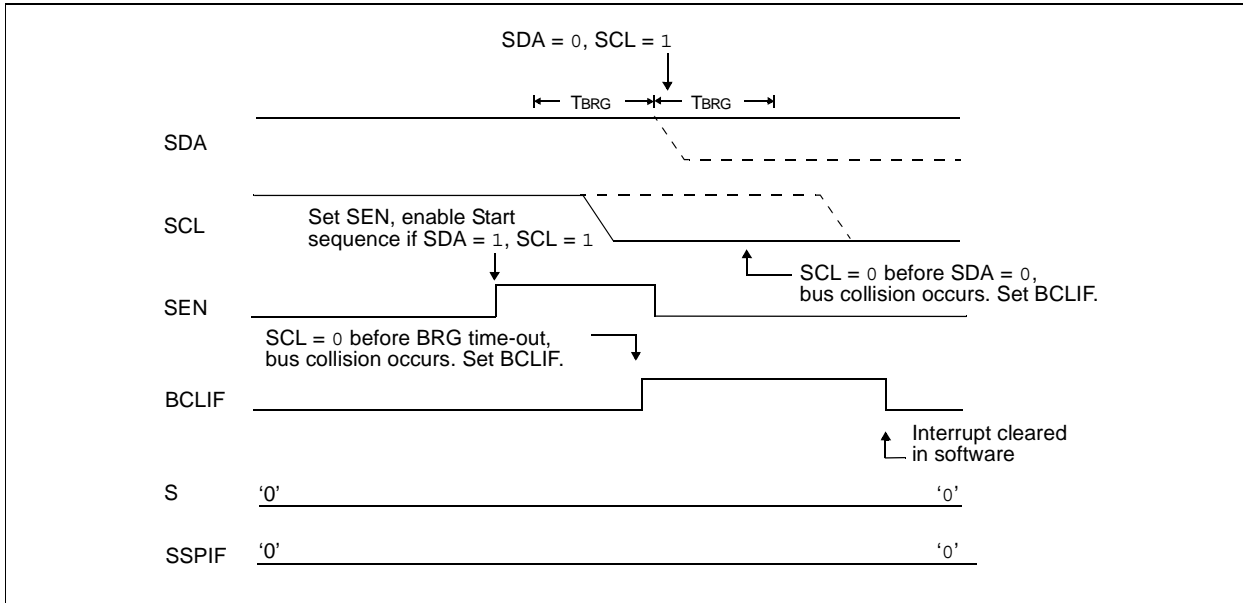 SDA = 0, SCL = 1
TBRG TBRG
SDA
SCL
Set SEN, enable Start
sequence if SDA = 1, SCL = 1
SCL = 0 before SDA = 0,
bus collision occurs. Set BCLIF.
SEN
SCL = 0 before BRG time-out,
bus collision occurs. Set BCLIF.
BCLIF
Interrupt cleared
in software
S ‘0’ ‘0’
SSPIF ‘0’ ‘0’